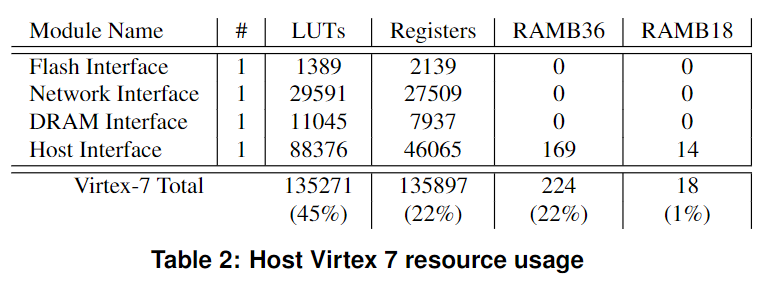 Module Name # LUTs Registers RAMB36 RAMB18
Flash Interface 1 1389 2139 0 0
Network Interface 1 29591 27509 0 0
DRAM Interface 1 11045 7937 0 0
Host Interface 1 88376 46065 169 14
Virtex-7 Total 135271 135897 224 18
(45%) (22%) (22%) (1%)
Table 2: Host Virtex 7 resource usage